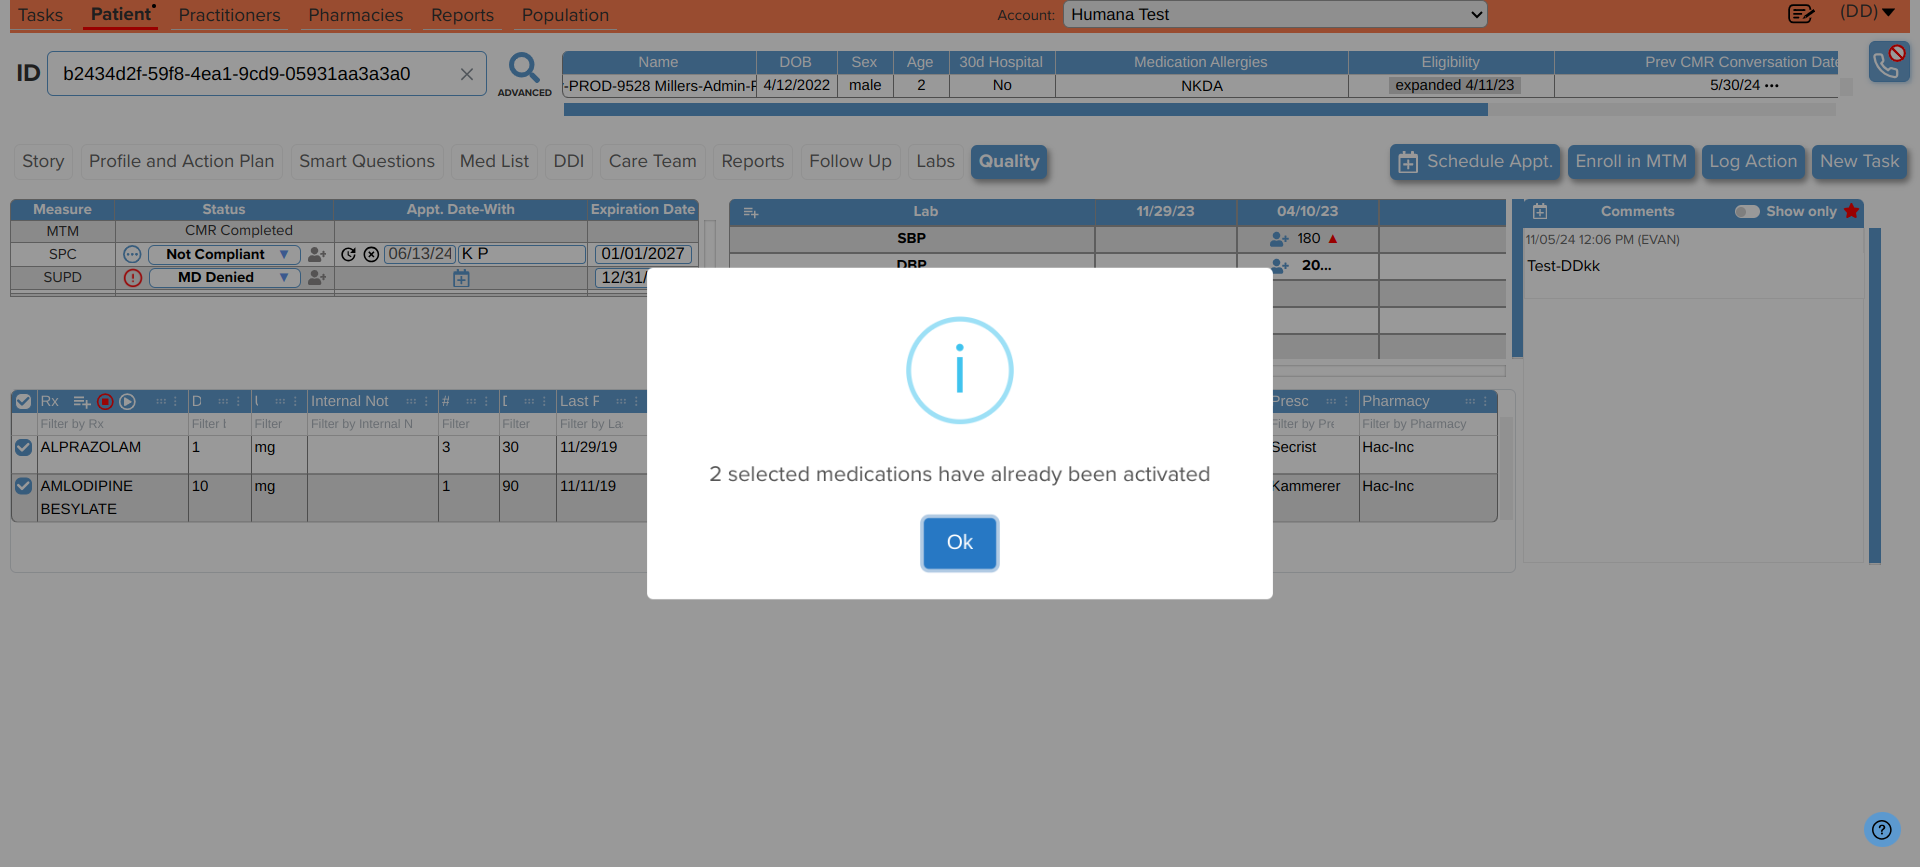 Tasks Patient Practitioners Pharmacies Reports Population Account: Humana Test (DD)
ID b2434d2f-59f8-4ea1-9cd9-05931aa3a3a0 ADVANCED
Name DOB Sex Age 30d Hospital Medication Allergies Eligibility Prev CMR Conversation Date
-PROD-9528 Millers-Admin-F 4/12/2022 male 2 No NKDA expanded 4/11/23 5/30/24 •••
Story Profile and Action Plan Smart Questions Med List DDI Care Team Reports Follow Up Labs Quality Schedule Appt. Enroll in MTM Log Action New Task
Measure Status Appt. Date-With Expiration Date
MTM CMR Completed
SPC Not Compliant ▼ 06/13/24 K P 01/01/2027
SUPD MD Denied ▼ 12/31/
Lab 11/29/23 04/10/23
SBP 180 ▲
DBP 20...
Comments Show only
11/05/24 12:06 PM (EVAN)
Test-DDkk
2 selected medications have already been activated
Ok
Rx D Internal Not # D Last F Presc Pharmacy
Filter by Rx Filter Filter Filter by Internal N Filter Filter Filter by La Filter by Pre Filter by Pharmacy
ALPRAZOLAM 1 mg 3 30 11/29/19 Secrist Hac-Inc
AMLODIPINE BESYLATE 10 mg 1 90 11/11/19 Kammerer Hac-Inc